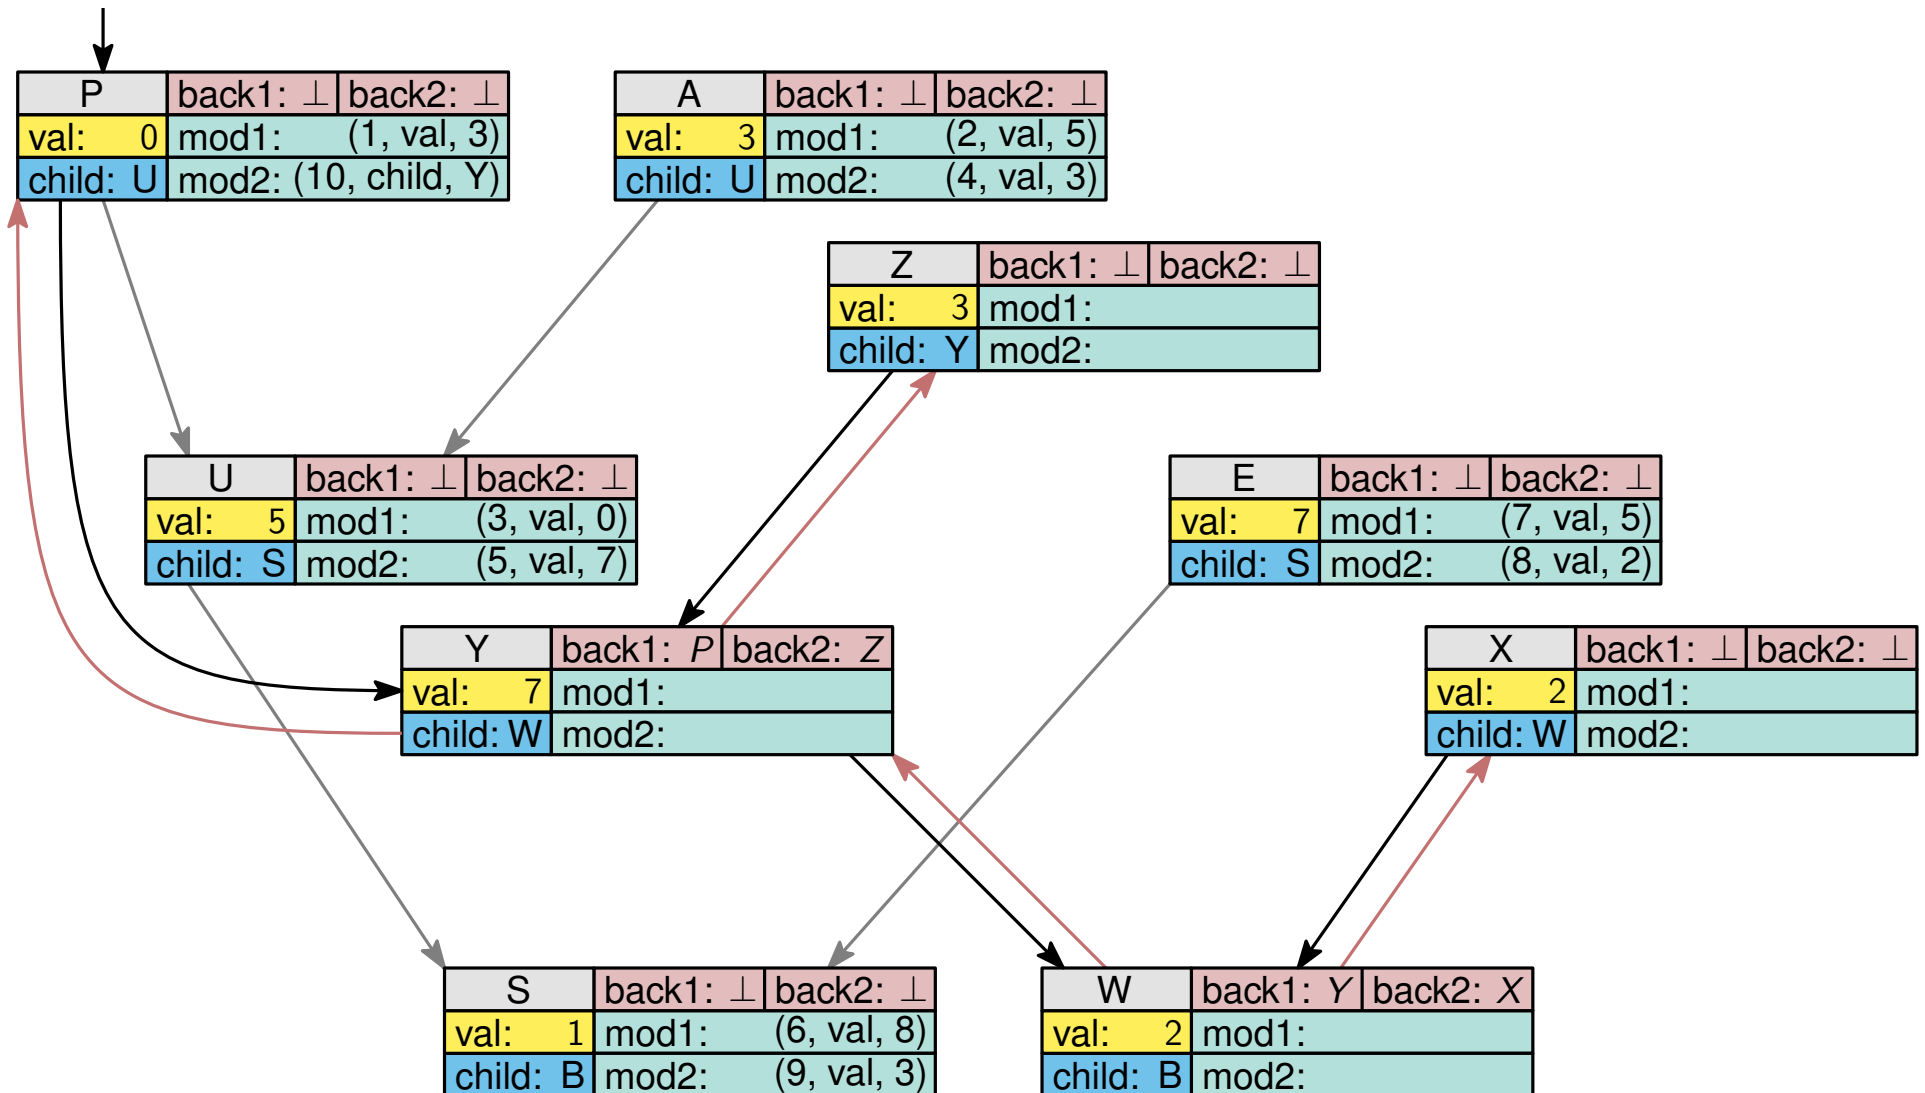 P back1: ⊥ back2: ⊥
val: 0 mod1: (1, val, 3)
child: U mod2: (10, child, Y)
A back1: ⊥ back2: ⊥
val: 3 mod1: (2, val, 5)
child: U mod2: (4, val, 3)
Z back1: ⊥ back2: ⊥
val: 3 mod1:
child: Y mod2:
U back1: ⊥ back2: ⊥
val: 5 mod1: (3, val, 0)
child: S mod2: (5, val, 7)
E back1: ⊥ back2: ⊥
val: 7 mod1: (7, val, 5)
child: S mod2: (8, val, 2)
Y back1: P back2: Z
val: 7 mod1:
child: W mod2:
X back1: ⊥ back2: ⊥
val: 2 mod1:
child: W mod2:
S back1: ⊥ back2: ⊥
val: 1 mod1: (6, val, 8)
child: B mod2: (9, val, 3)
W back1: Y back2: X
val: 2 mod1:
child: B mod2: